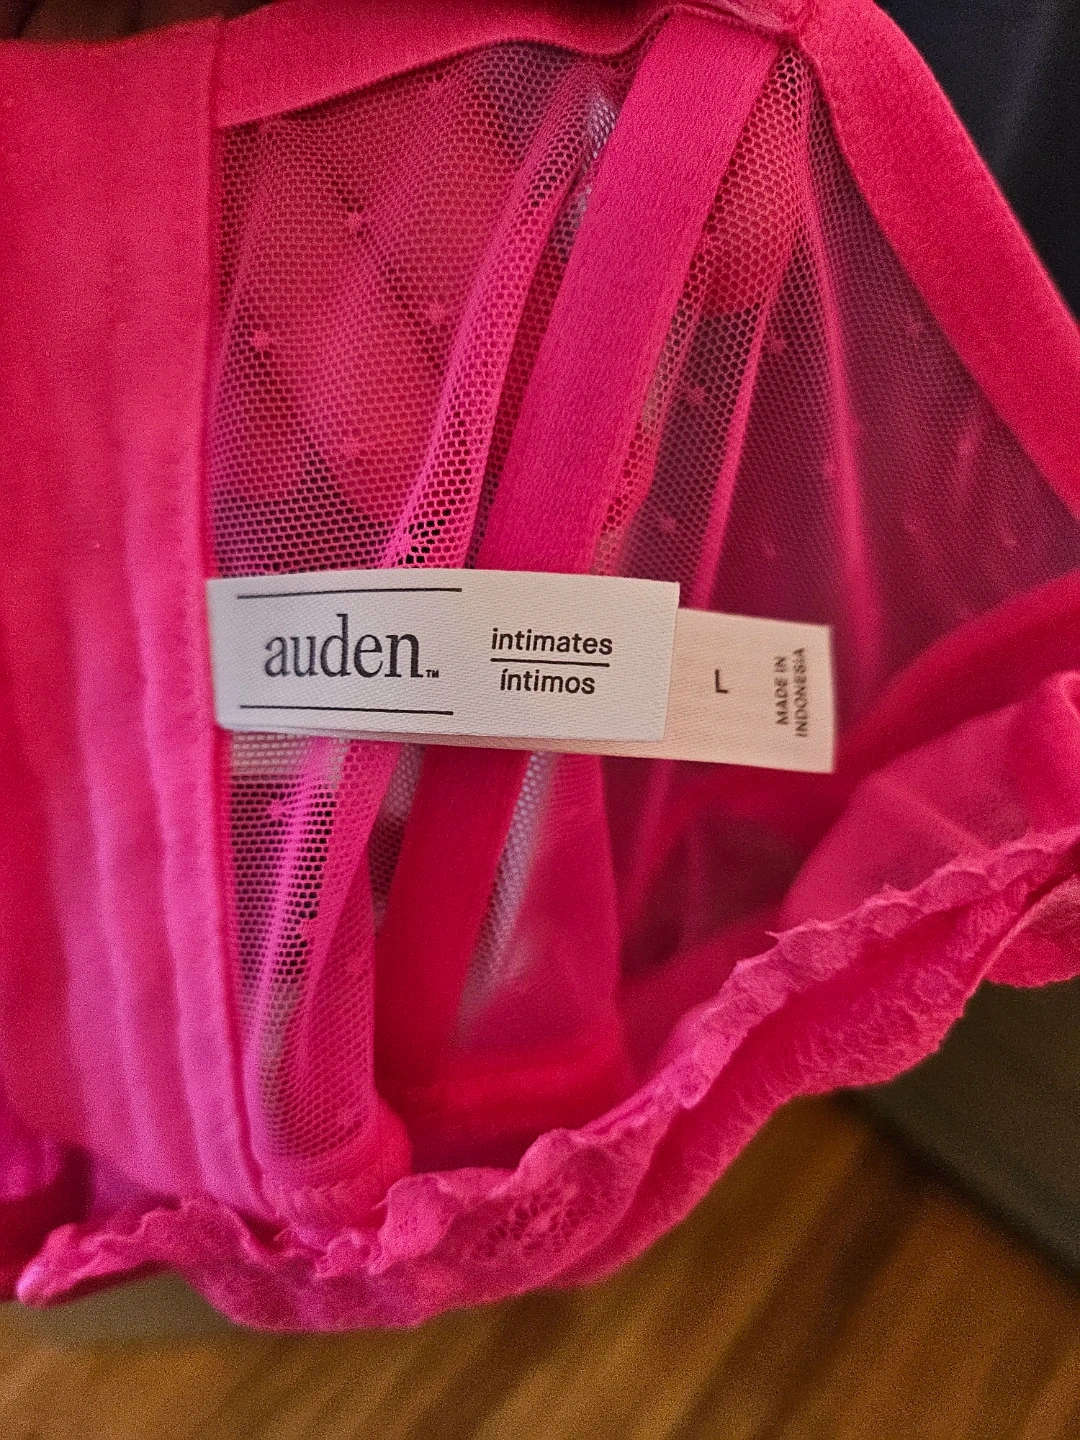 auden™
intimates
íntimos
L
MADE IN
INDONESIA